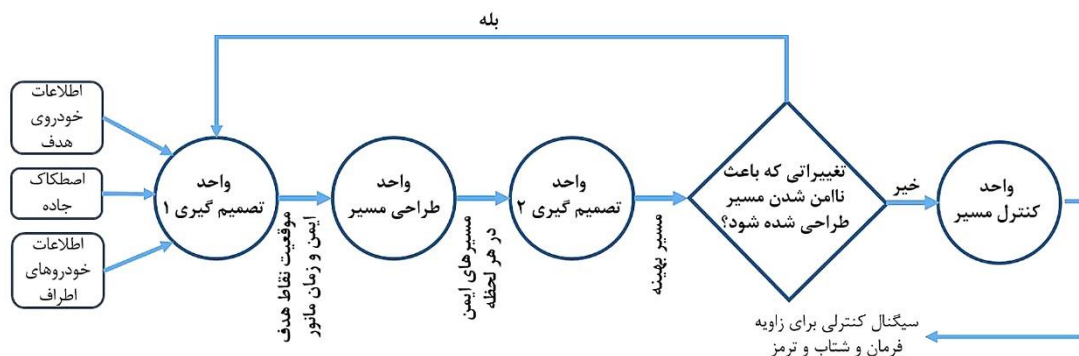 بله
اطلاعات
خودروی
هدف
اصطکاک
جاده
اطلاعات
خودروهای
اطراف
واحد
تصمیم گیری ۱
موقعیت نقاط هدف
ایمن و زمان مانور
واحد
طراحی مسیر
مسیرهای ایمن
در هر لحظه
واحد
تصمیم گیری ۲
مسیر بهینه
تغییراتی که باعث
ناامن شدن مسیر
طراحی شده شود؟
خیر
واحد
کنترل مسیر
سیگنال کنترلی برای زاویه
فرمان و شتاب و ترمز